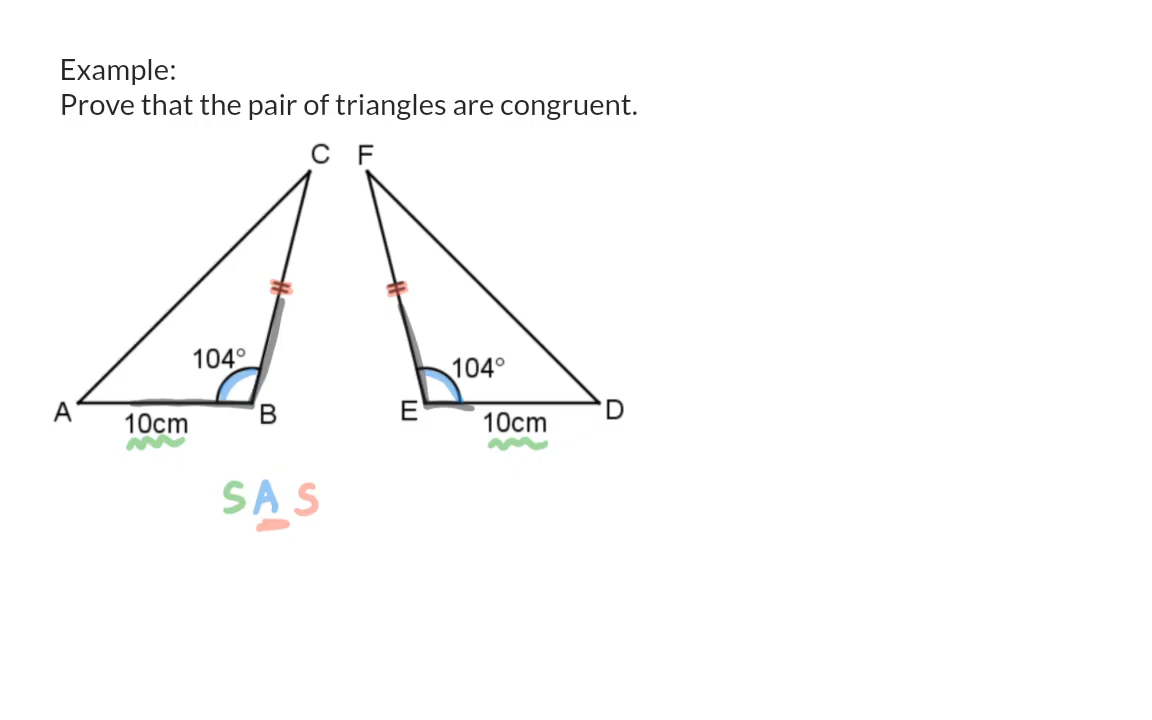 Example:
Prove that the pair of triangles are congruent.
C F
104° 104°
A B E D
10cm 10cm
SAS